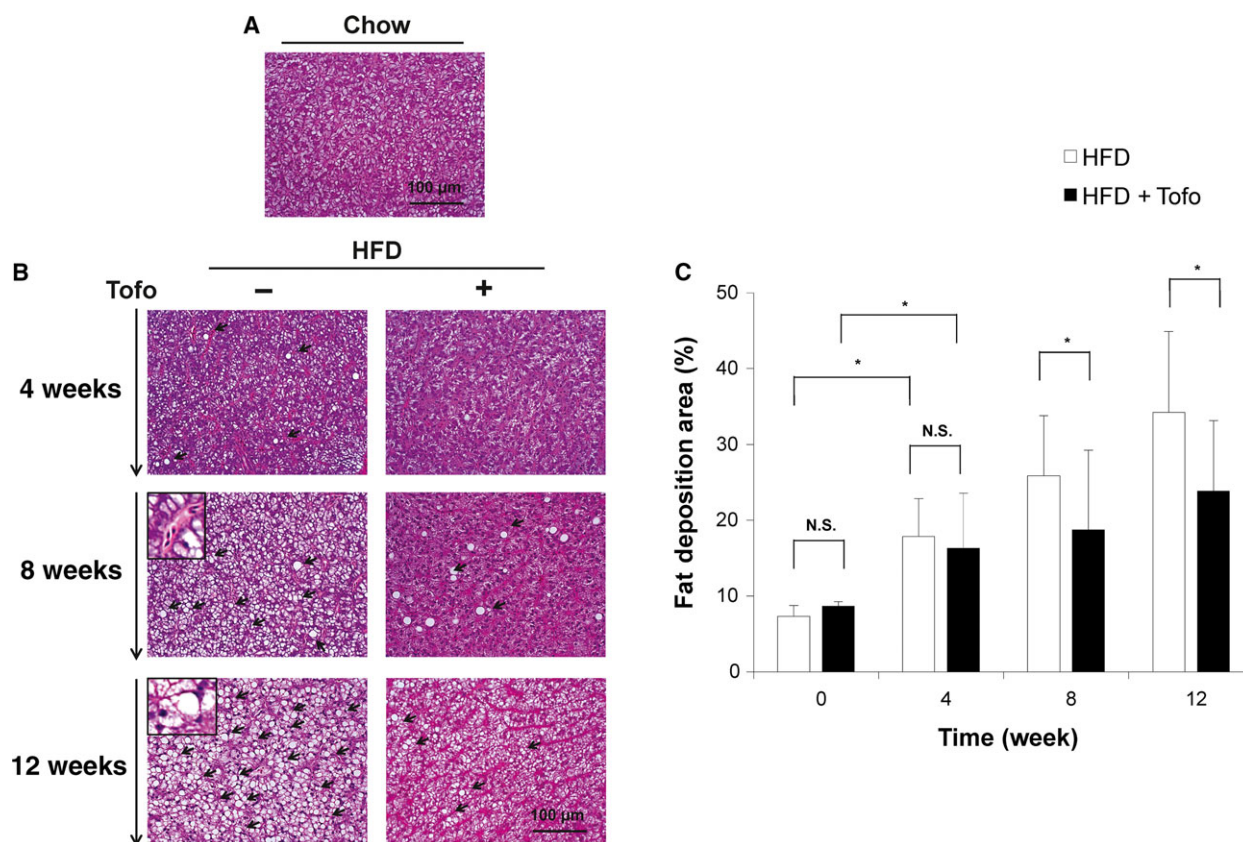 A Chow
100 µm
B HFD
Tofo − +
4 weeks
8 weeks
12 weeks
100 µm
HFD
HFD + Tofo
C
Fat deposition area (%)
50
40
30
20
10
0
N.S.
*
*
N.S.
*
*
0 4 8 12
Time (week)